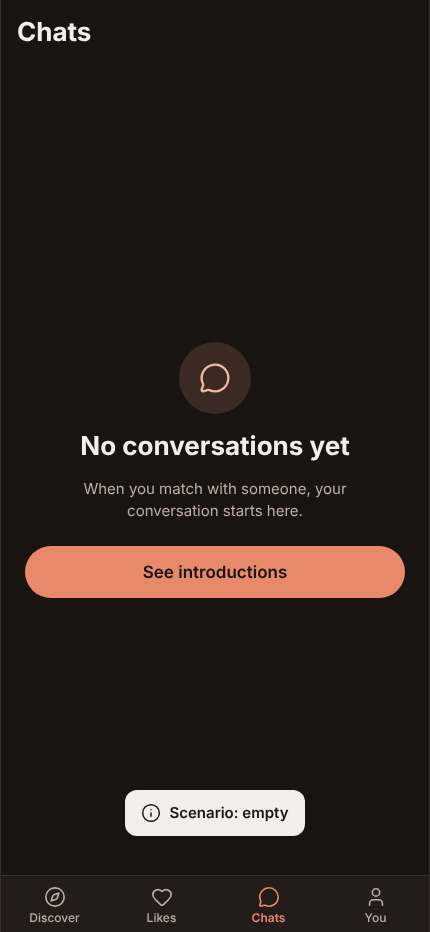 Chats
No conversations yet
When you match with someone, your
conversation starts here.
See introductions
Scenario: empty
Discover
Likes
Chats
You